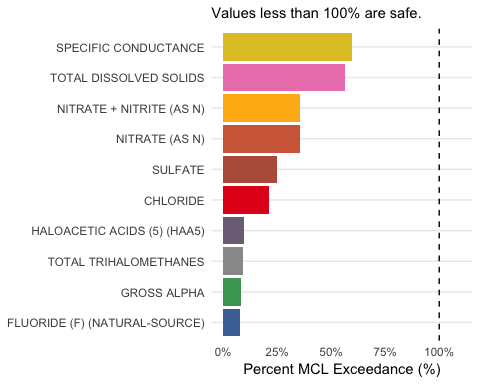 Values less than 100% are safe.
SPECIFIC CONDUCTANCE
TOTAL DISSOLVED SOLIDS
NITRATE + NITRITE (AS N)
NITRATE (AS N)
SULFATE
CHLORIDE
HALOACETIC ACIDS (5) (HAA5)
TOTAL TRIHALOMETHANES
GROSS ALPHA
FLUORIDE (F) (NATURAL-SOURCE)
0% 25% 50% 75% 100%
Percent MCL Exceedance (%)